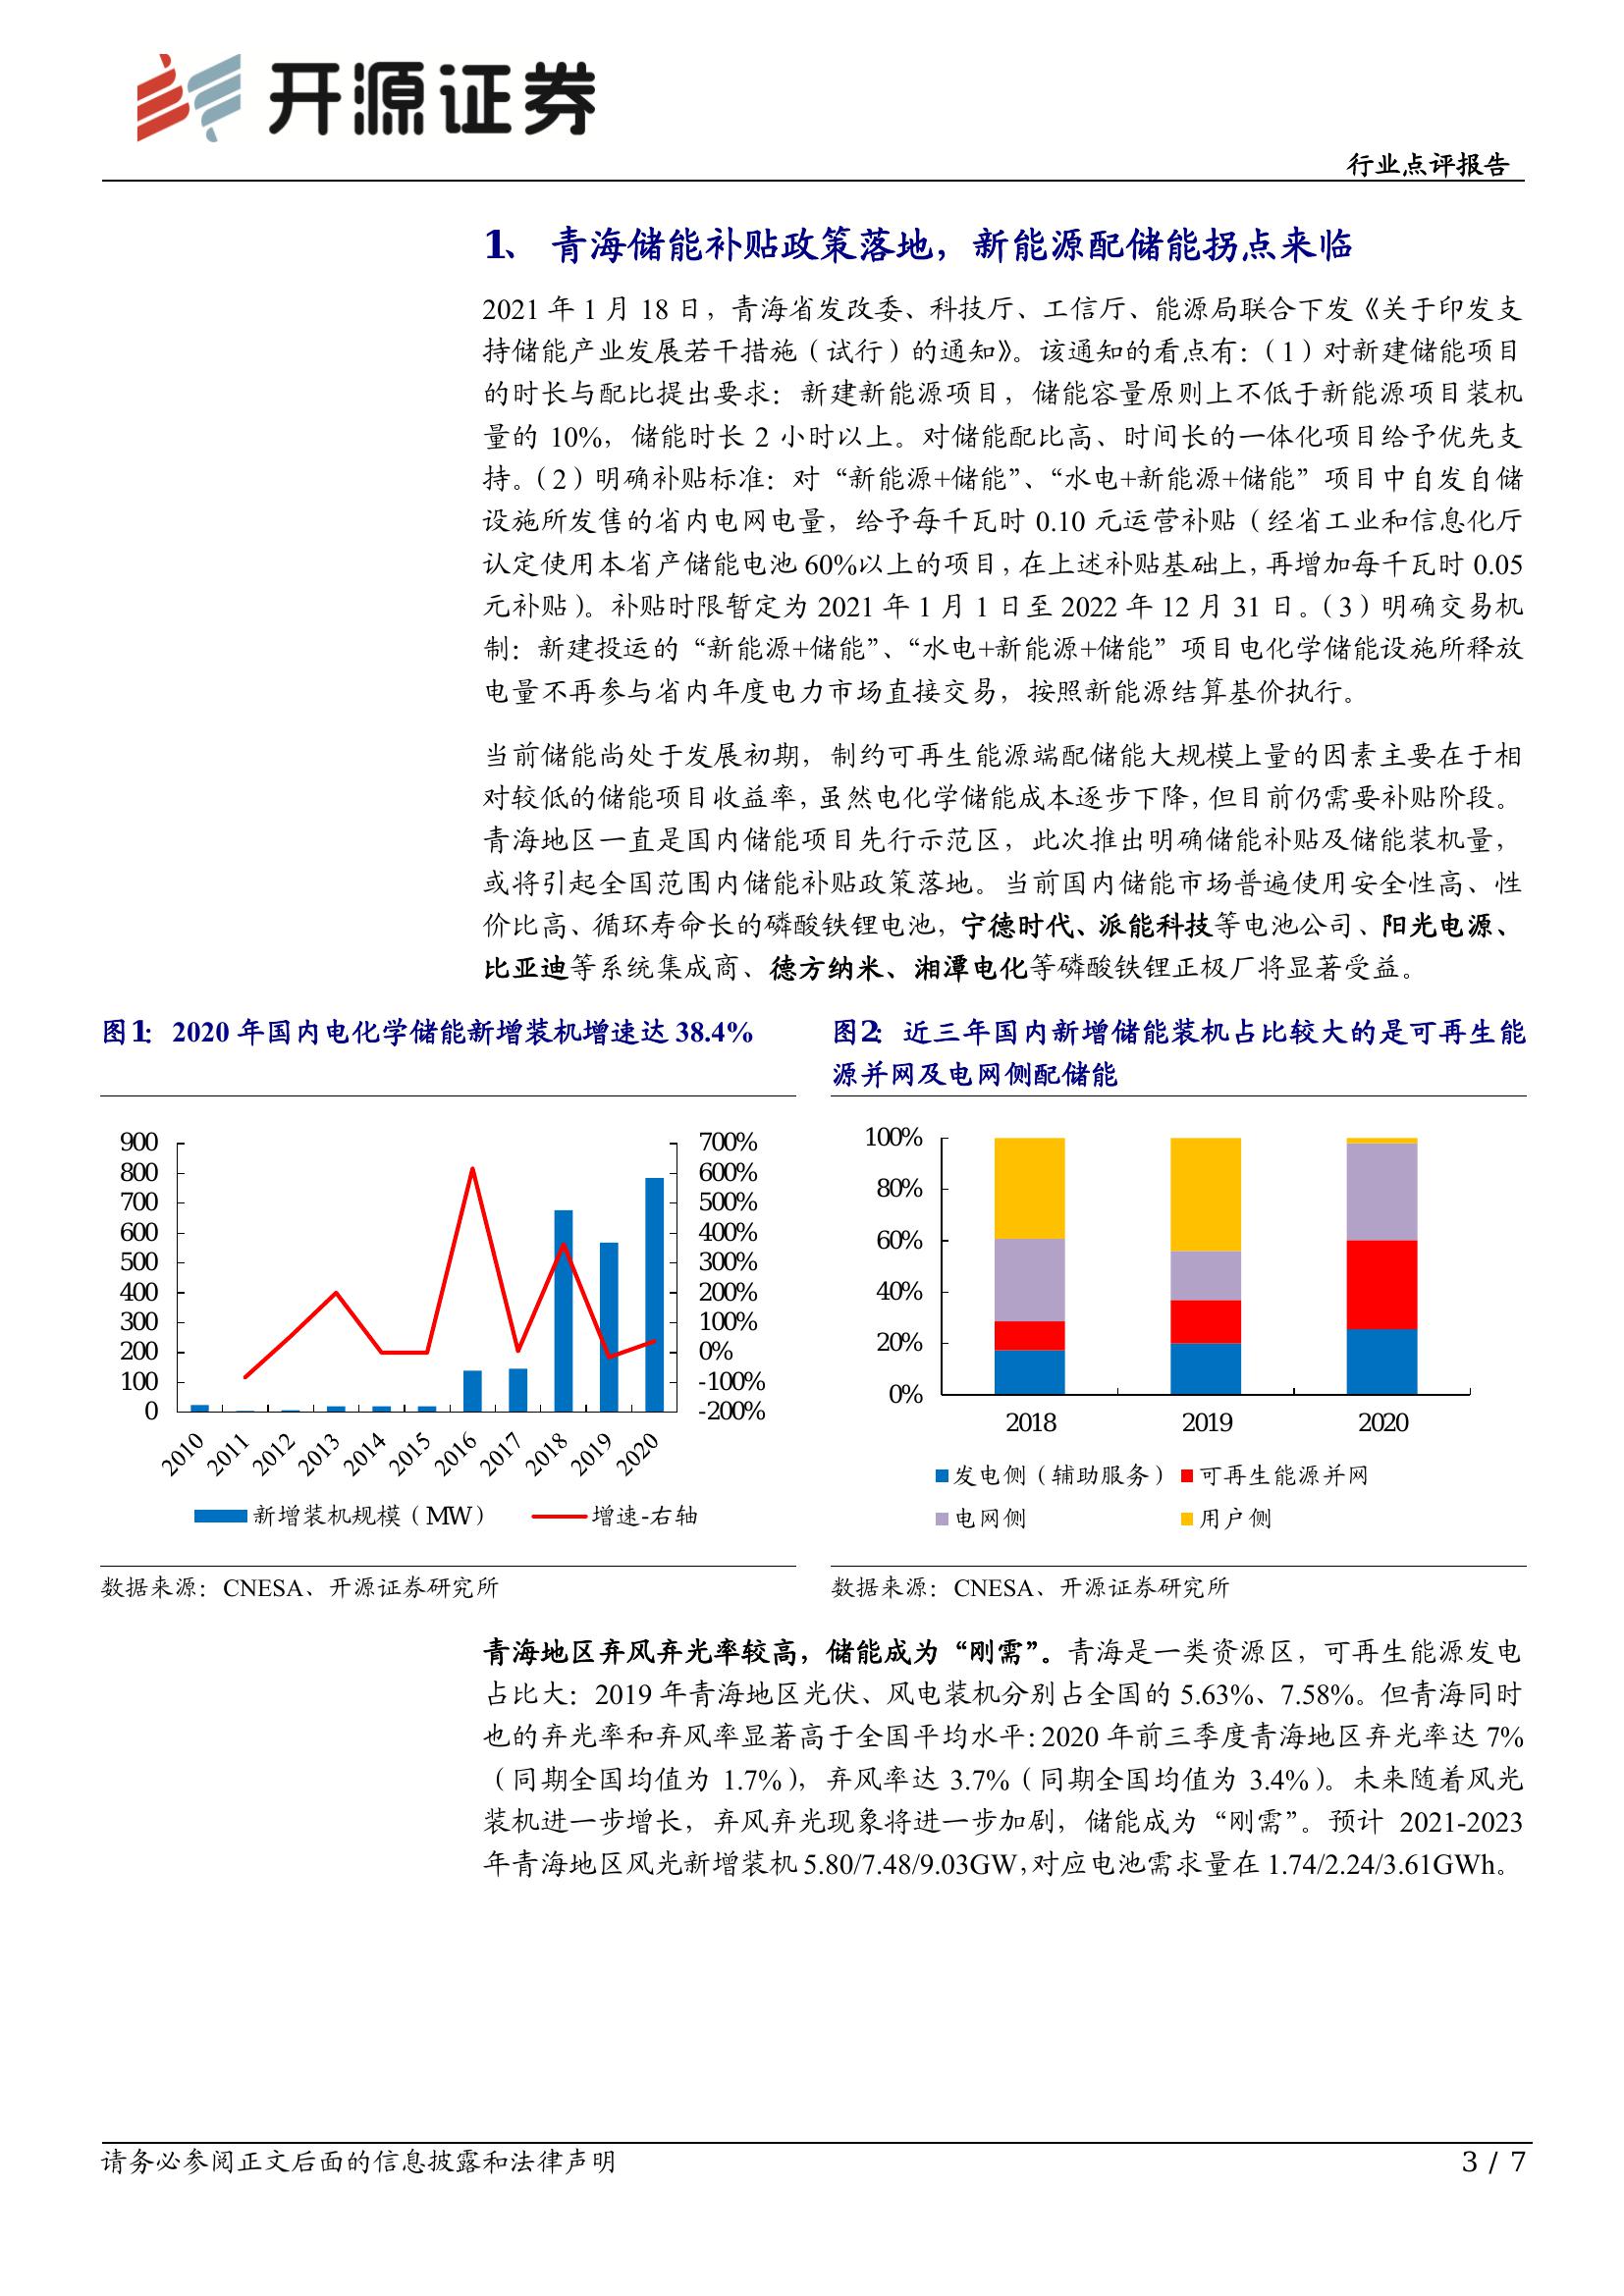 开源证券
行业点评报告
1、 青海储能补贴政策落地，新能源配储能拐点来临
2021 年 1 月 18 日，青海省发改委、科技厅、工信厅、能源局联合下发《关于印发支
持储能产业发展若干措施（试行）的通知》。该通知的看点有：（1）对新建储能项目
的时长与配比提出要求：新建新能源项目，储能容量原则上不低于新能源项目装机
量的 10%，储能时长 2 小时以上。对储能配比高、时间长的一体化项目给予优先支
持。（2）明确补贴标准：对“新能源+储能”、“水电+新能源+储能”项目中自发自储
设施所发售的省内电网电量，给予每千瓦时 0.10 元运营补贴（经省工业和信息化厅
认定使用本省产储能电池 60%以上的项目，在上述补贴基础上，再增加每千瓦时 0.05
元补贴）。补贴时限暂定为 2021 年 1 月 1 日至 2022 年 12 月 31 日。（3）明确交易机
制：新建投运的“新能源+储能”、“水电+新能源+储能”项目电化学储能设施所释放
电量不再参与省内年度电力市场直接交易，按照新能源结算基价执行。
当前储能尚处于发展初期，制约可再生能源端配储能大规模上量的因素主要在于相
对较低的储能项目收益率，虽然电化学储能成本逐步下降，但目前仍需要补贴阶段。
青海地区一直是国内储能项目先行示范区，此次推出明确储能补贴及储能装机量，
或将引起全国范围内储能补贴政策落地。当前国内储能市场普遍使用安全性高、性
价比高、循环寿命长的磷酸铁锂电池，宁德时代、派能科技等电池公司、阳光电源、
比亚迪等系统集成商、德方纳米、湘潭电化等磷酸铁锂正极厂将显著受益。
图1： 2020 年国内电化学储能新增装机增速达 38.4%
900
800
700
600
500
400
300
200
100
0
700%
600%
500%
400%
300%
200%
100%
0%
-100%
-200%
2010 2011 2012 2013 2014 2015 2016 2017 2018 2019 2020
新增装机规模（MW） 增速-右轴
数据来源：CNESA、开源证券研究所
图2： 近三年国内新增储能装机占比较大的是可再生能
源并网及电网侧配储能
100%
80%
60%
40%
20%
0%
2018 2019 2020
发电侧（辅助服务） 可再生能源并网
电网侧 用户侧
数据来源：CNESA、开源证券研究所
青海地区弃风弃光率较高，储能成为“刚需”。青海是一类资源区，可再生能源发电
占比大：2019 年青海地区光伏、风电装机分别占全国的 5.63%、7.58%。但青海同时
也的弃光率和弃风率显著高于全国平均水平：2020 年前三季度青海地区弃光率达 7%
（同期全国均值为 1.7%），弃风率达 3.7%（同期全国均值为 3.4%）。未来随着风光
装机进一步增长，弃风弃光现象将进一步加剧，储能成为“刚需”。预计 2021-2023
年青海地区风光新增装机 5.80/7.48/9.03GW，对应电池需求量在 1.74/2.24/3.61GWh。
请务必参阅正文后面的信息披露和法律声明
3 / 7